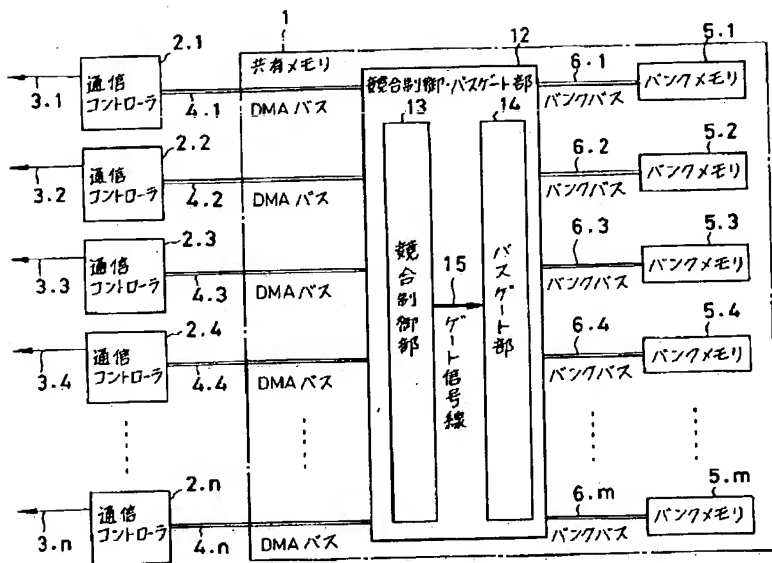 1
共有メモリ
12
競合制御・バスゲート部
13
競合制御部
15
ゲート信号線
14
バスゲート部
2.1
通信
コントローラ
3.1
4.1
DMAバス
6.1
バンクバス
5.1
バンクメモリ
2.2
通信
コントローラ
3.2
4.2
DMAバス
6.2
バンクバス
5.2
バンクメモリ
2.3
通信
コントローラ
3.3
4.3
DMAバス
6.3
バンクバス
5.3
バンクメモリ
2.4
通信
コントローラ
3.4
4.4
DMAバス
6.4
バンクバス
5.4
バンクメモリ
2.n
通信
コントローラ
3.n
4.n
DMAバス
6.m
バンクバス
5.m
バンクメモリ